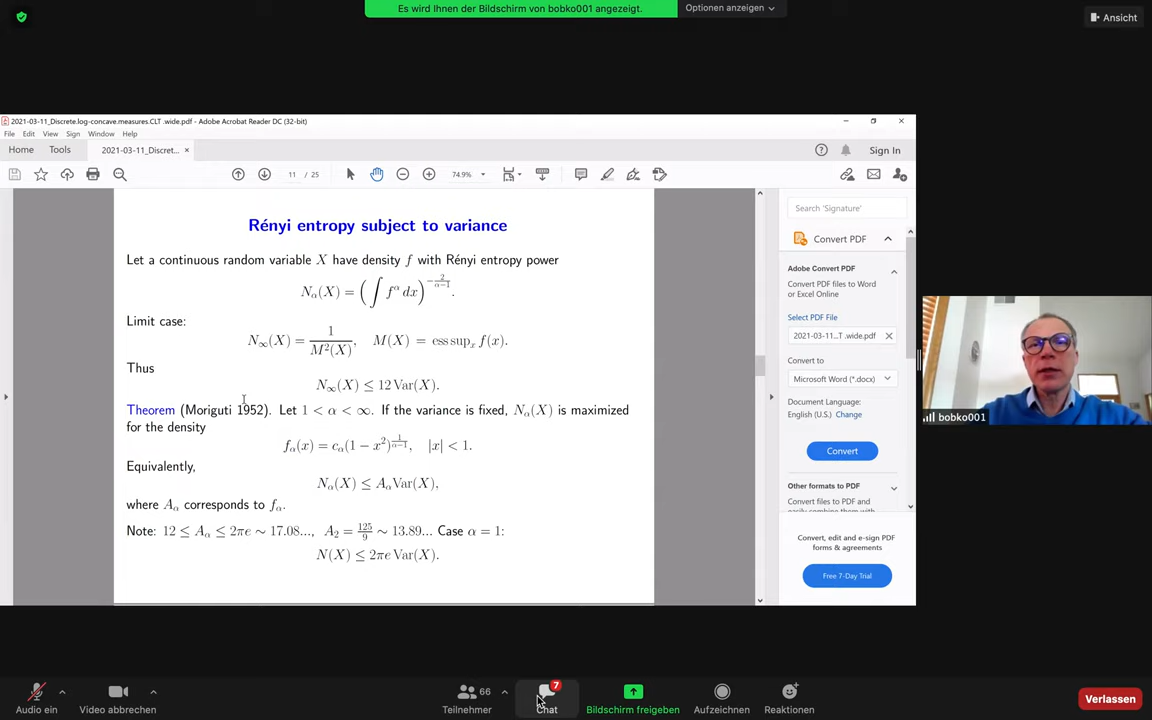 Es wird Ihnen der Bildschirm von bobko001 angezeigt.
Optionen anzeigen
Ansicht
2021-03-11_Discrete.log-concave.measures.CLT .wide.pdf - Adobe Acrobat Reader DC (32-bit)
File Edit View Sign Window Help
Home Tools 2021-03-11_Discret... × Sign In
11 / 25 74.9%
Rényi entropy subject to variance
Let a continuous random variable X have density f with Rényi entropy power
N_α(X) = (∫ f^α dx)^{-2/(α-1)}.
Limit case:
N_∞(X) = 1/M²(X), M(X) = ess sup_x f(x).
Thus
N_∞(X) ≤ 12 Var(X).
Theorem (Moriguti 1952). Let 1 < α < ∞. If the variance is fixed, N_α(X) is maximized
for the density
f_α(x) = c_α(1 − x²)^{1/(α-1)}, |x| < 1.
Equivalently,
N_α(X) ≤ A_α Var(X),
where A_α corresponds to f_α.
Note: 12 ≤ A_α ≤ 2πe ∼ 17.08..., A_2 = 125/9 ∼ 13.89... Case α = 1:
N(X) ≤ 2πe Var(X).
Search 'Signature'
Convert PDF
Adobe Convert PDF
Convert PDF files to Word
or Excel Online
Select PDF File
2021-03-11...T .wide.pdf
Convert to
Microsoft Word (*.docx)
Document Language:
English (U.S.) Change
Convert
Other formats to PDF
Convert files to PDF and
easily combine them with
Convert, edit and e-sign PDF
forms & agreements
Free 7-Day Trial
bobko001
Audio ein
Video abbrechen
66
Teilnehmer
7
Chat
Bildschirm freigeben
Aufzeichnen
Reaktionen
Verlassen